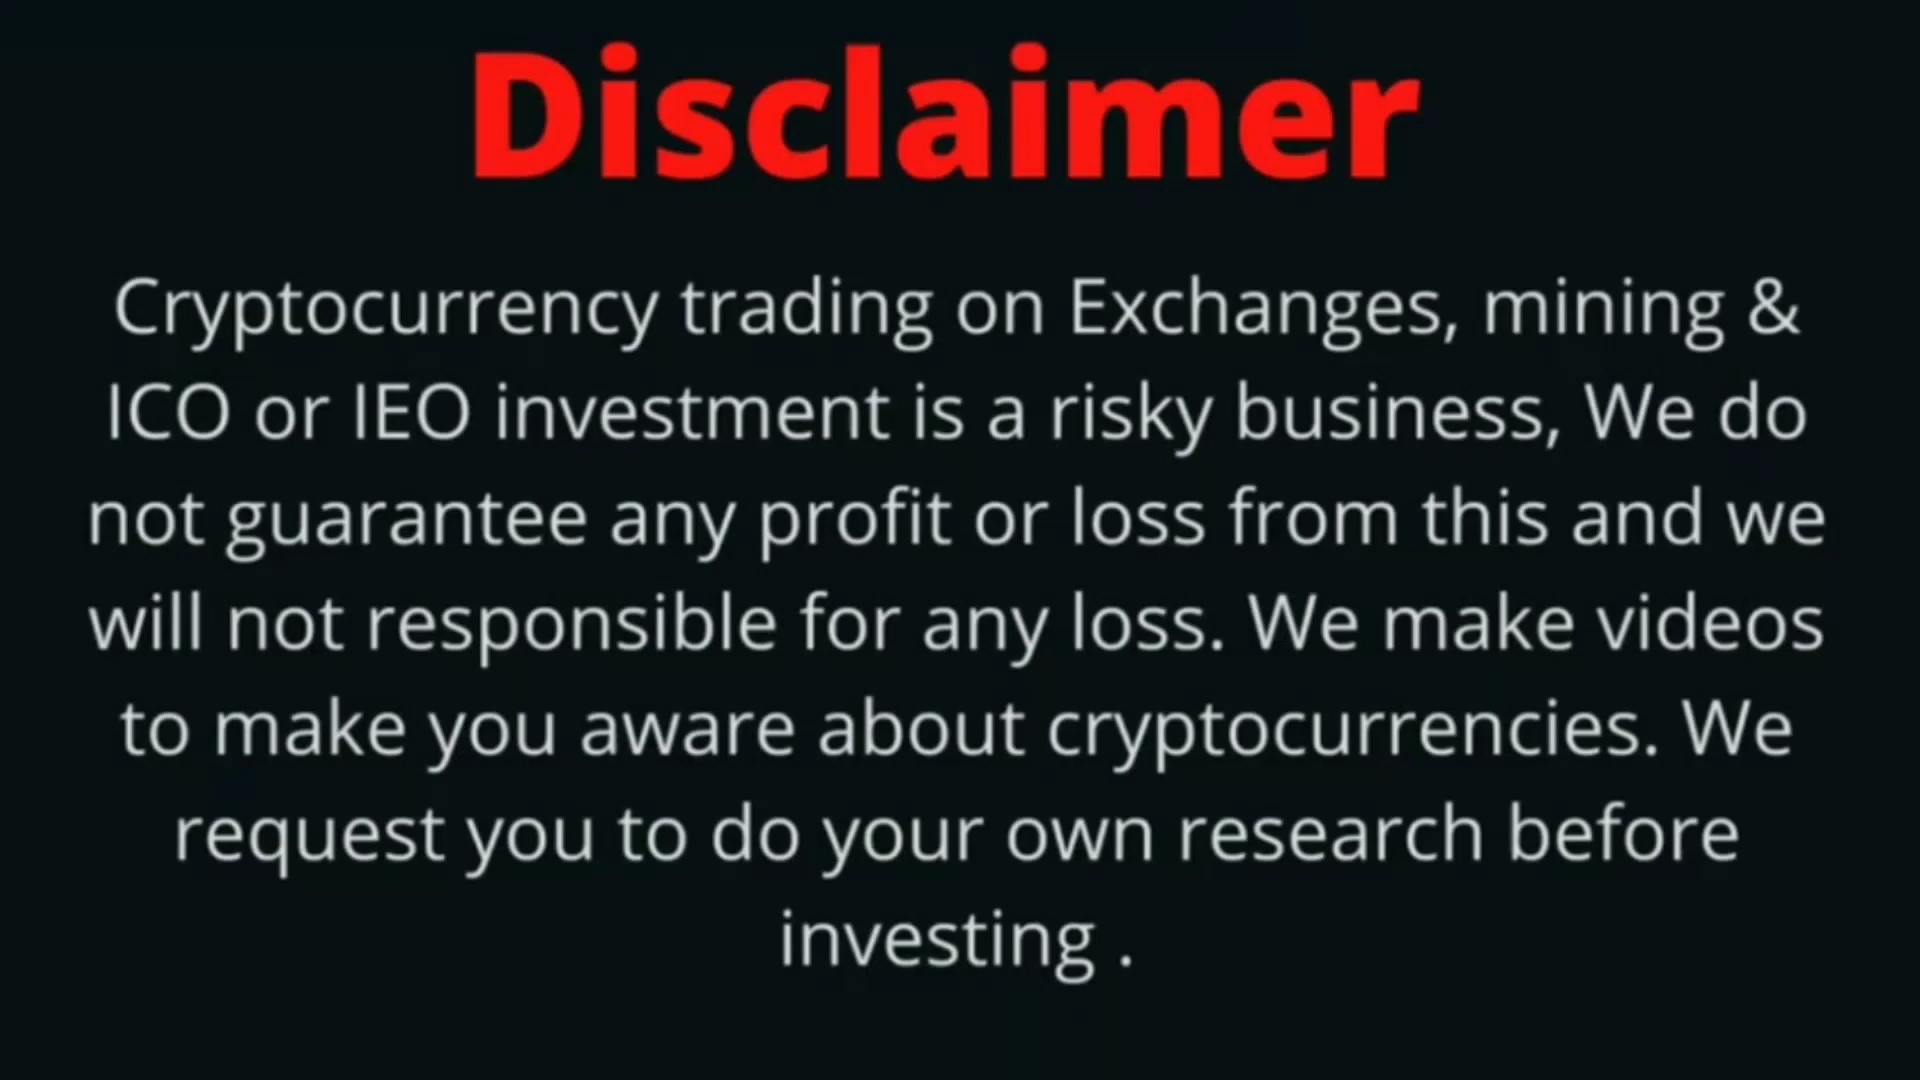 Disclaimer
Cryptocurrency trading on Exchanges, mining &
ICO or IEO investment is a risky business, We do
not guarantee any profit or loss from this and we
will not responsible for any loss. We make videos
to make you aware about cryptocurrencies. We
request you to do your own research before
investing .